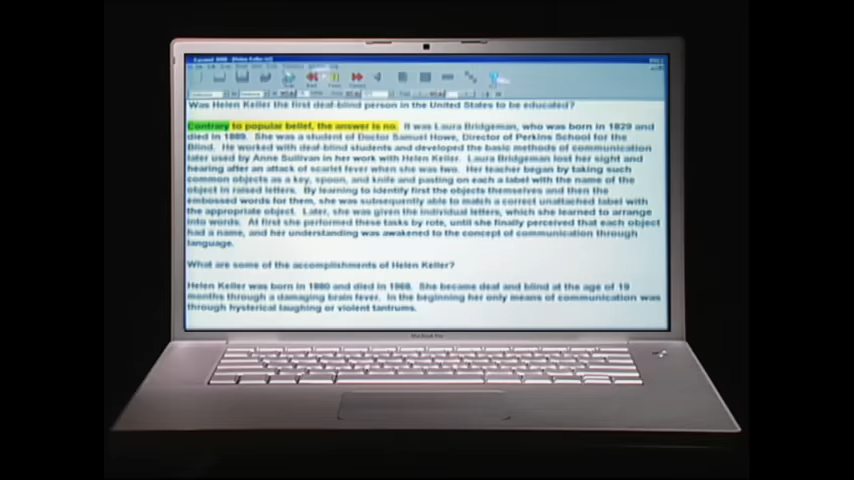 Was Helen Keller the first deaf-blind person in the United States to be educated?
Contrary to popular belief, the answer is no. It was Laura Bridgeman, who was born in 1829 and
died in 1889. She was a student of Doctor Samuel Howe, Director of Perkins School for the
Blind. He worked with deaf-blind students and developed the basic methods of communication
later used by Anne Sullivan in her work with Helen Keller. Laura Bridgeman lost her sight and
hearing after an attack of scarlet fever when she was two. Her teacher began by taking such
common objects as a key, spoon, and knife and pasting on each a label with the name of the
object in raised letters. By learning to identify first the objects themselves and then the
embossed words for them, she was subsequently able to match a correct unattached label with
the appropriate object. Later, she was given the individual letters, which she learned to arrange
into words. At first she performed these tasks by rote, until she finally perceived that each object
had a name, and her understanding was awakened to the concept of communication through
language.
What are some of the accomplishments of Helen Keller?
Helen Keller was born in 1880 and died in 1968. She became deaf and blind at the age of 19
months through a damaging brain fever. In the beginning her only means of communication was
through hysterical laughing or violent tantrums.
MacBook Pro